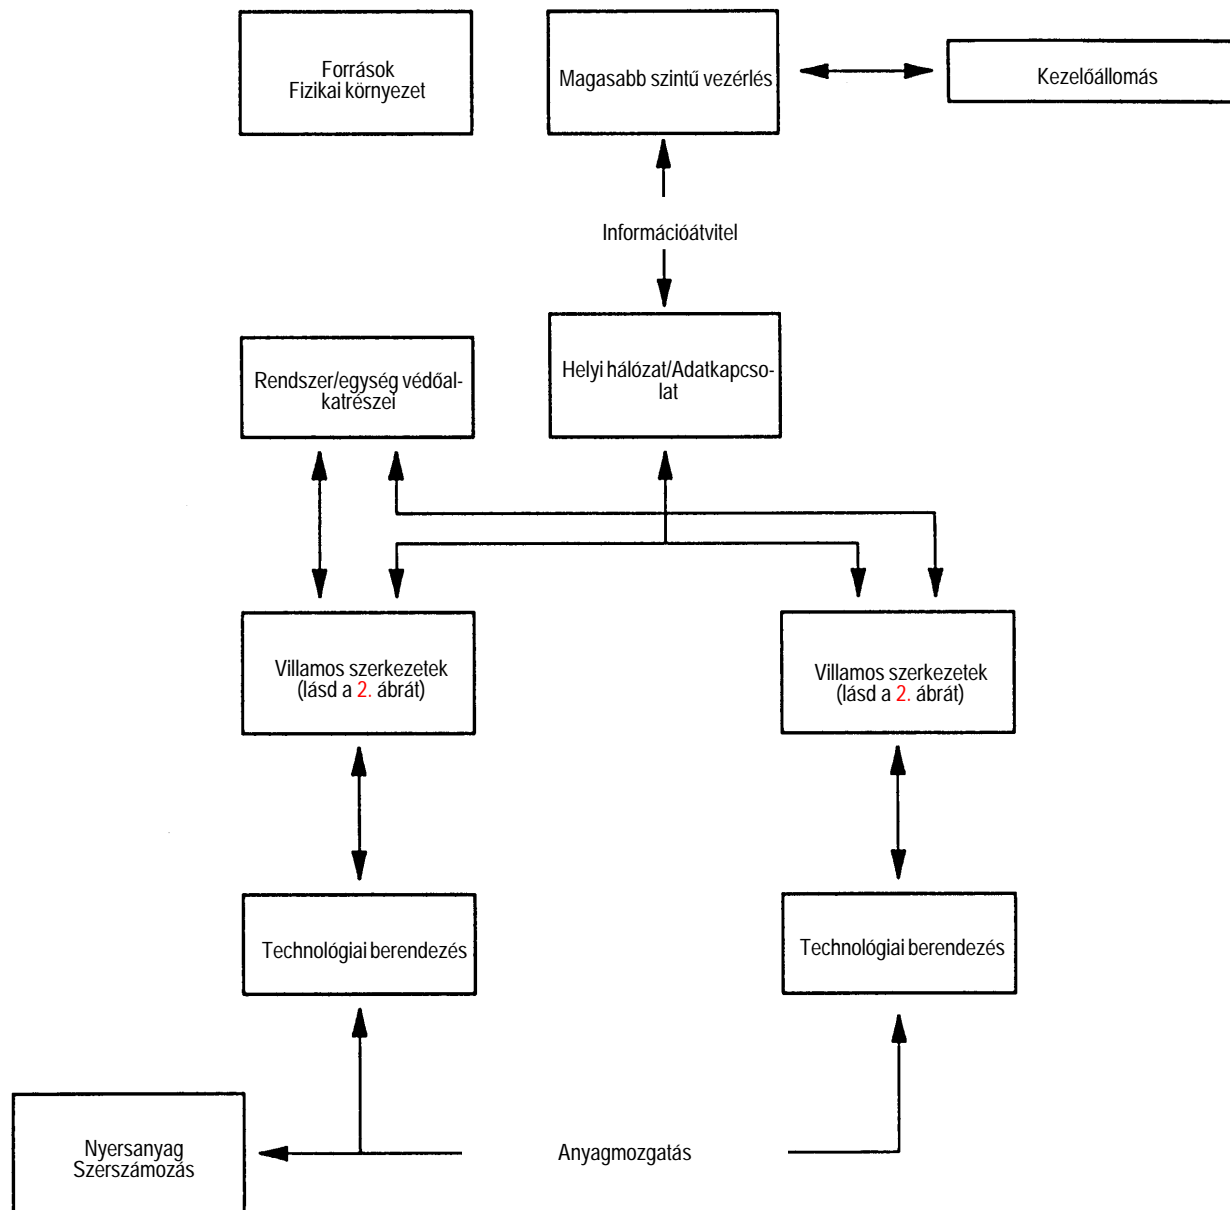 Források
Fizikai környezet
Magasabb szintű vezérlés
Kezelőállomás
Információátvitel
Rendszer/egység védőal-
katrészei
Helyi hálózat/Adatkapcso-
lat
Villamos szerkezetek
(lásd a 2. ábrát)
Villamos szerkezetek
(lásd a 2. ábrát)
Technológiai berendezés
Technológiai berendezés
Nyersanyag
Szerszámozás
Anyagmozgatás